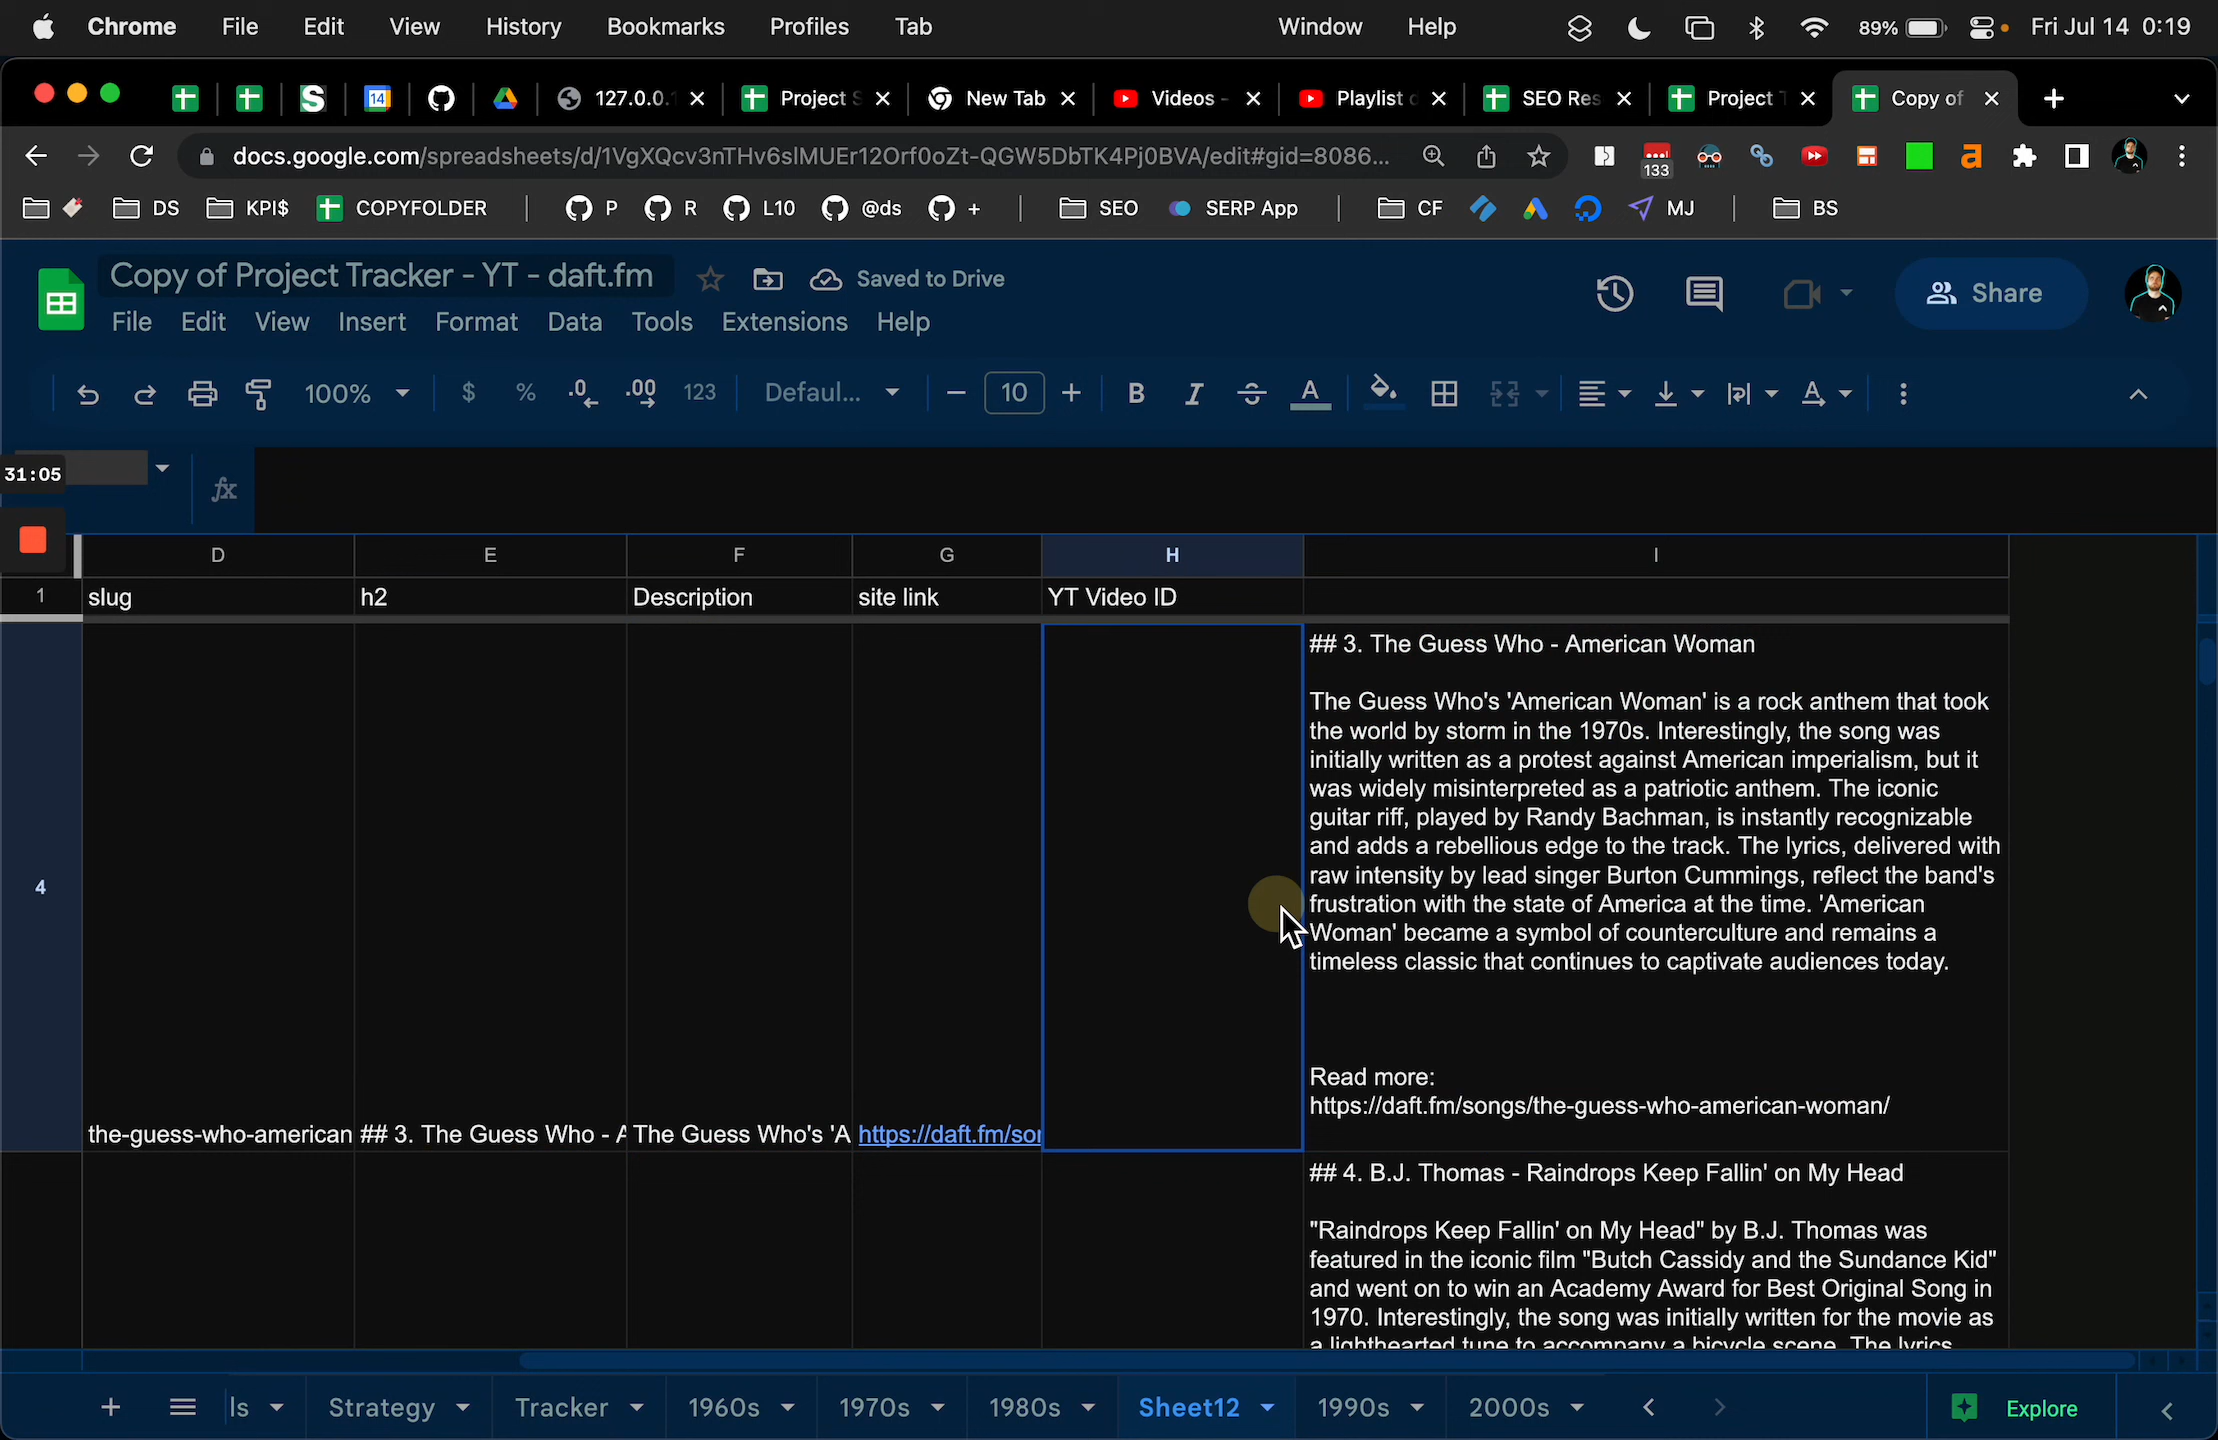 Chrome File Edit View History Bookmarks Profiles Tab Window Help 89% Fri Jul 14 0:19
14 127.0.0. Project New Tab Videos - Playlist SEO Res Project Copy of
docs.google.com/spreadsheets/d/1VgXQcv3nTHv6sIMUEr12Orf0oZt-QGW5DbTK4Pj0BVA/edit#gid=8086... 133
DS KPI$ COPYFOLDER P R L10 @ds + SEO SERP App CF MJ BS
Copy of Project Tracker - YT - daft.fm Saved to Drive
File Edit View Insert Format Data Tools Extensions Help Share
100% $ % .0 .00 123 Defaul... 10 B I S A
31:05 fx
D E F G H I
1 slug h2 Description site link YT Video ID
## 3. The Guess Who - American Woman
The Guess Who's 'American Woman' is a rock anthem that took
the world by storm in the 1970s. Interestingly, the song was
initially written as a protest against American imperialism, but it
was widely misinterpreted as a patriotic anthem. The iconic
guitar riff, played by Randy Bachman, is instantly recognizable
and adds a rebellious edge to the track. The lyrics, delivered with
raw intensity by lead singer Burton Cummings, reflect the band's
4
frustration with the state of America at the time. 'American
Woman' became a symbol of counterculture and remains a
timeless classic that continues to captivate audiences today.
Read more:
https://daft.fm/songs/the-guess-who-american-woman/
the-guess-who-american ## 3. The Guess Who - A The Guess Who's 'A https://daft.fm/sor
## 4. B.J. Thomas - Raindrops Keep Fallin' on My Head
"Raindrops Keep Fallin' on My Head" by B.J. Thomas was
featured in the iconic film "Butch Cassidy and the Sundance Kid"
and went on to win an Academy Award for Best Original Song in
1970. Interestingly, the song was initially written for the movie as
a lighthearted tune to accompany a bicycle scene. The lyrics
+ ls Strategy Tracker 1960s 1970s 1980s Sheet12 1990s 2000s Explore